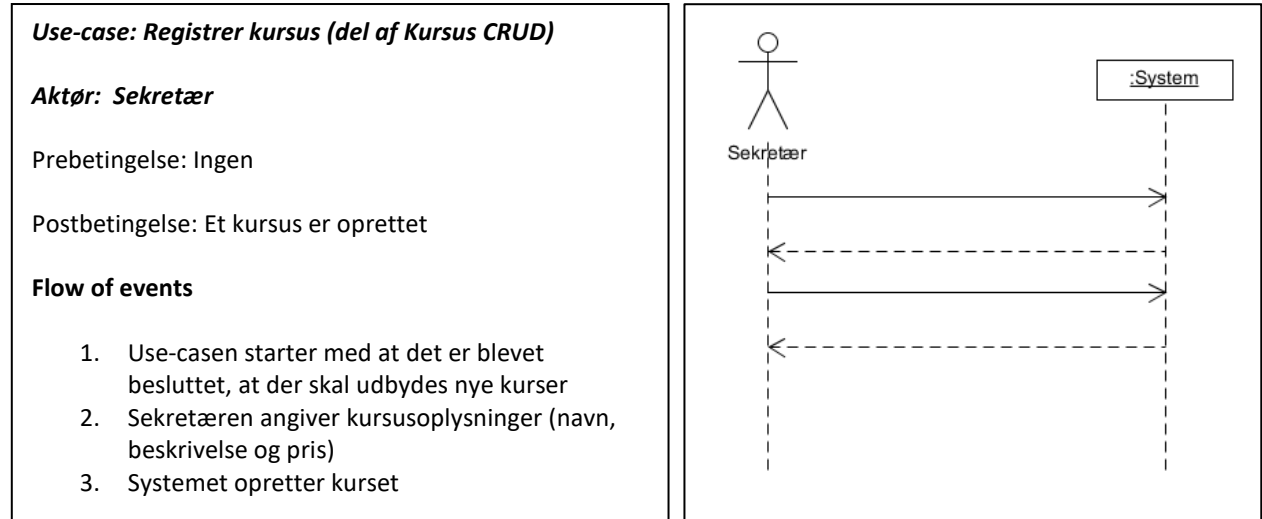 Use-case: Registrer kursus (del af Kursus CRUD)
Aktør: Sekretær
Prebetingelse: Ingen
Postbetingelse: Et kursus er oprettet
Flow of events
1. Use-casen starter med at det er blevet
besluttet, at der skal udbydes nye kurser
2. Sekretæren angiver kursusoplysninger (navn,
beskrivelse og pris)
3. Systemet opretter kurset
Sekretær
:System